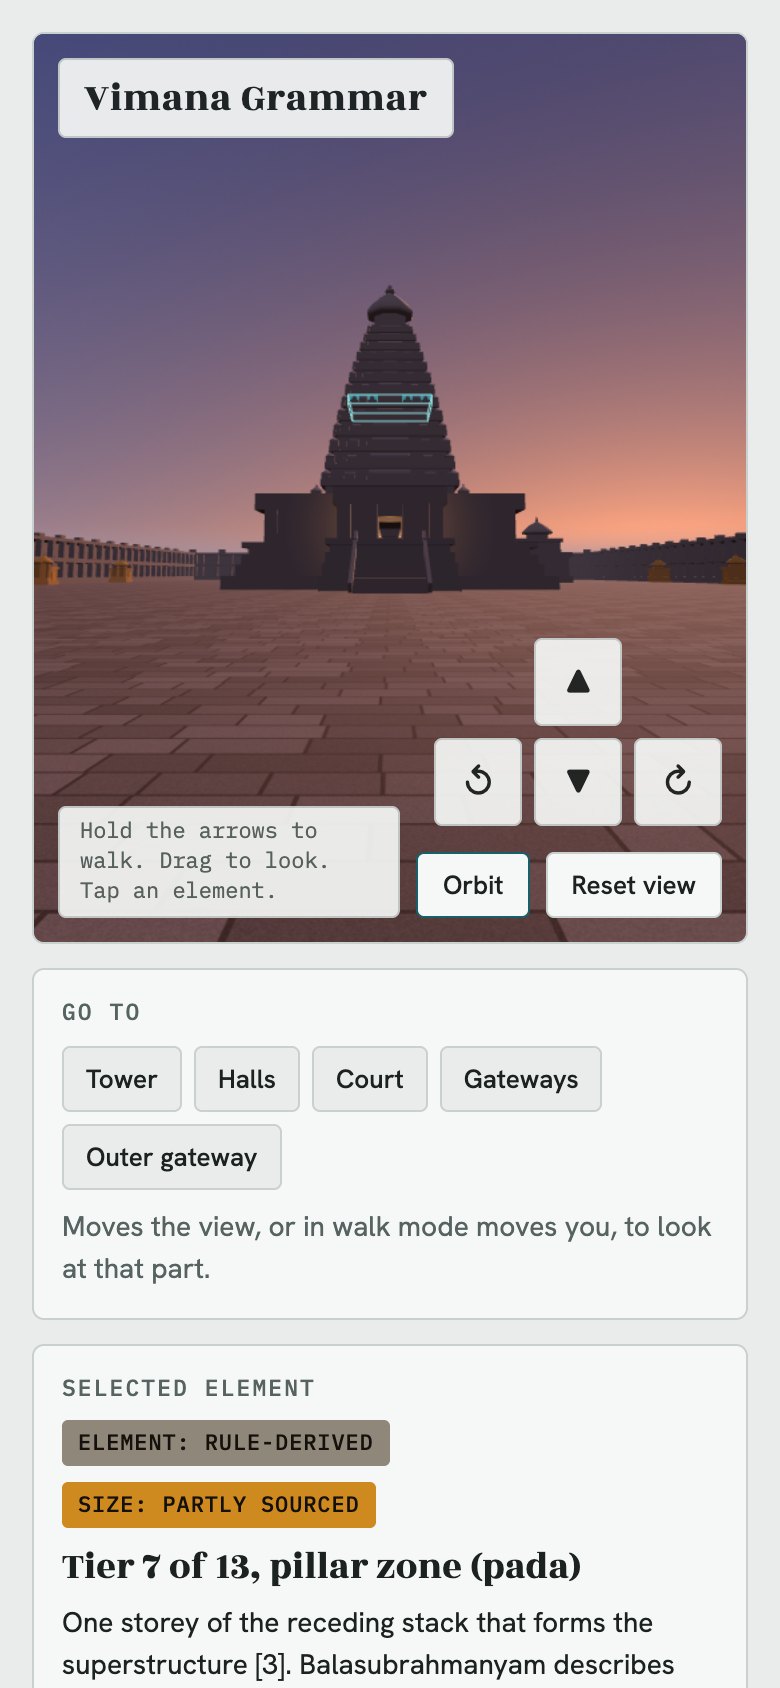 Vimana Grammar
Hold the arrows to
walk. Drag to look.
Tap an element.
Orbit
Reset view
GO TO
Tower
Halls
Court
Gateways
Outer gateway
Moves the view, or in walk mode moves you, to look
at that part.
SELECTED ELEMENT
ELEMENT: RULE-DERIVED
SIZE: PARTLY SOURCED
Tier 7 of 13, pillar zone (pada)
One storey of the receding stack that forms the
superstructure [3]. Balasubrahmanyam describes